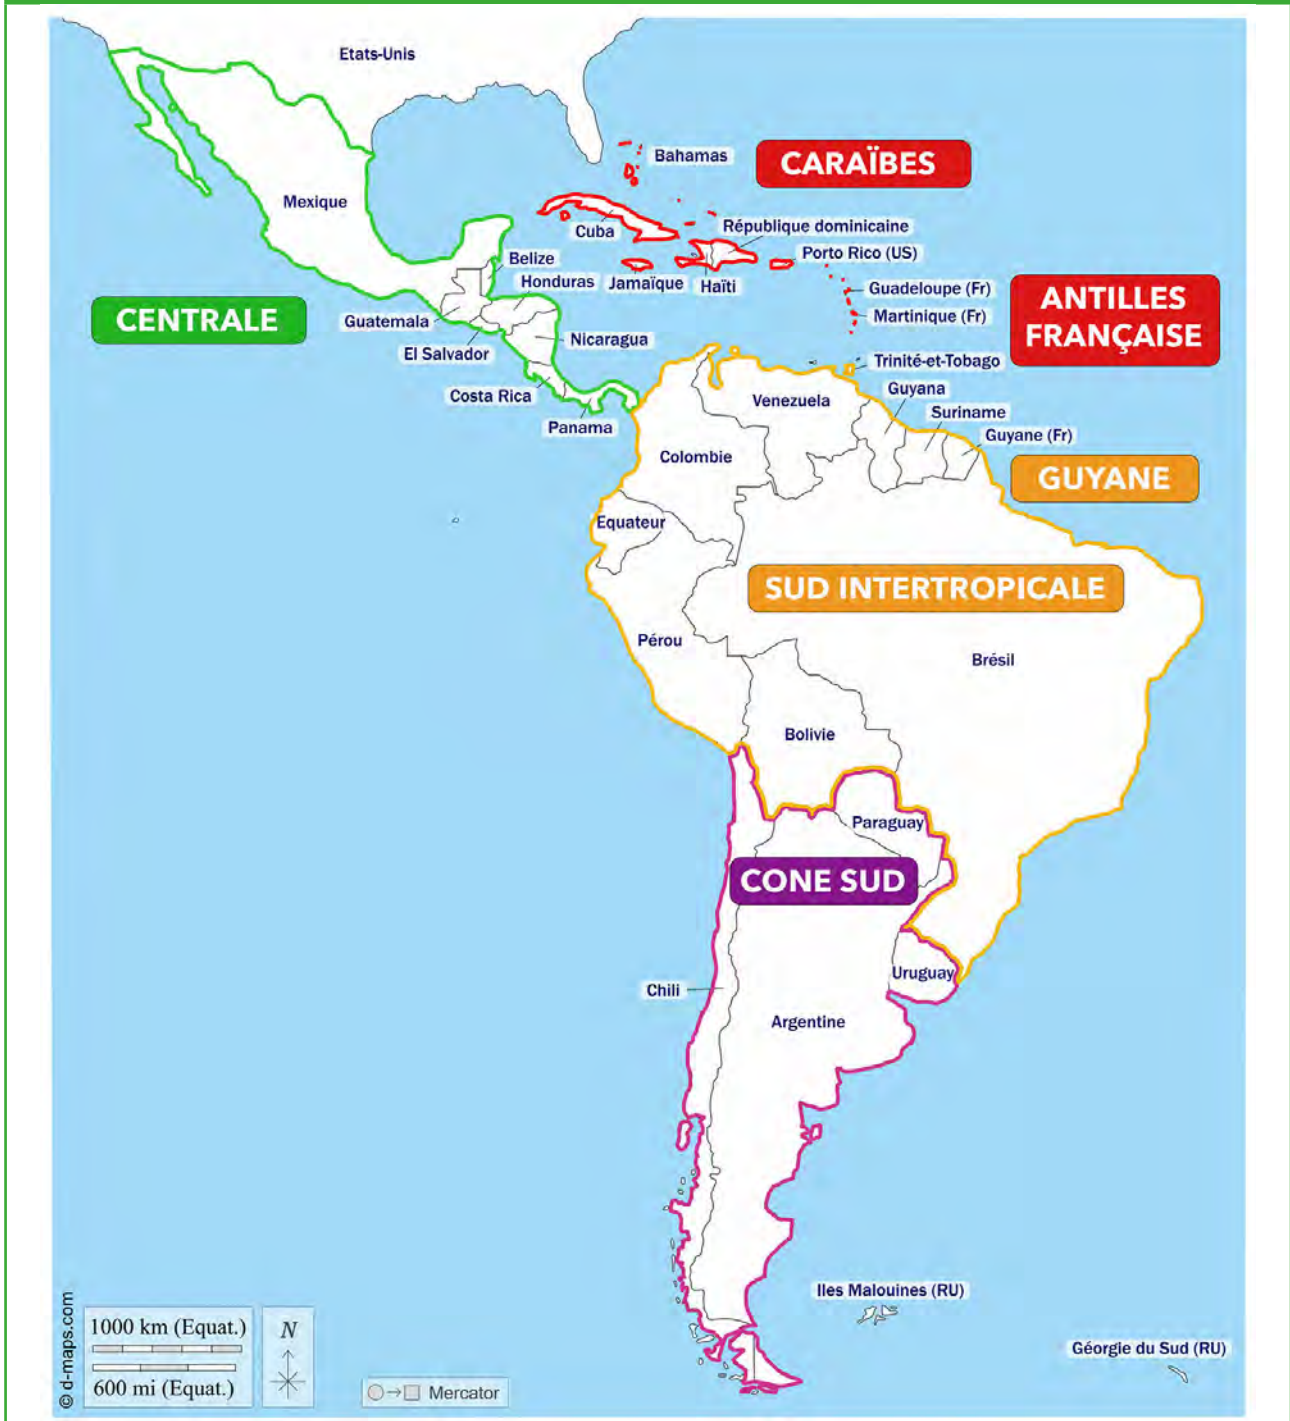 Etats-Unis
Bahamas
CARAÏBES
Mexique
Cuba
République dominicaine
Porto Rico (US)
Belize
Honduras
Jamaïque
Haïti
Guadeloupe (Fr)
ANTILLES
FRANÇAISE
Martinique (Fr)
CENTRALE
Guatemala
El Salvador
Nicaragua
Trinité-et-Tobago
Costa Rica
Guyana
Venezuela
Suriname
Panama
Guyane (Fr)
Colombie
GUYANE
Equateur
SUD INTERTROPICALE
Pérou
Brésil
Bolivie
Paraguay
CONE SUD
Uruguay
Chili
Argentine
Iles Malouines (RU)
Géorgie du Sud (RU)
© d-maps.com
1000 km (Equat.)
600 mi (Equat.)
N
Mercator